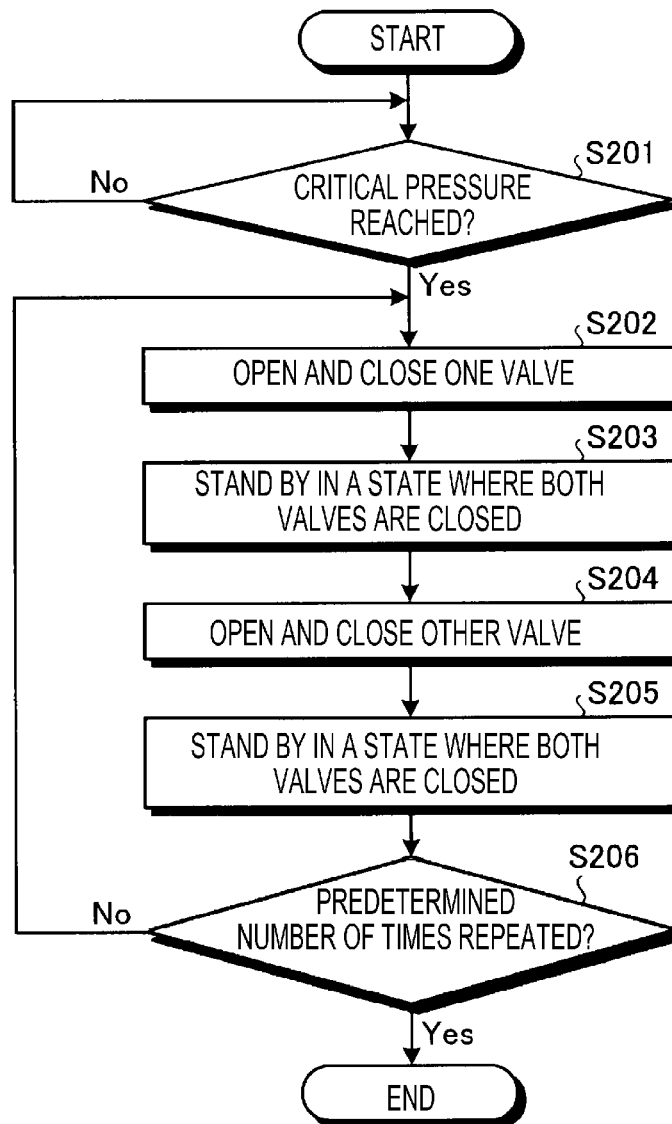 START
S201
No
CRITICAL PRESSURE
REACHED?
Yes
S202
OPEN AND CLOSE ONE VALVE
S203
STAND BY IN A STATE WHERE BOTH
VALVES ARE CLOSED
S204
OPEN AND CLOSE OTHER VALVE
S205
STAND BY IN A STATE WHERE BOTH
VALVES ARE CLOSED
S206
No
PREDETERMINED
NUMBER OF TIMES REPEATED?
Yes
END